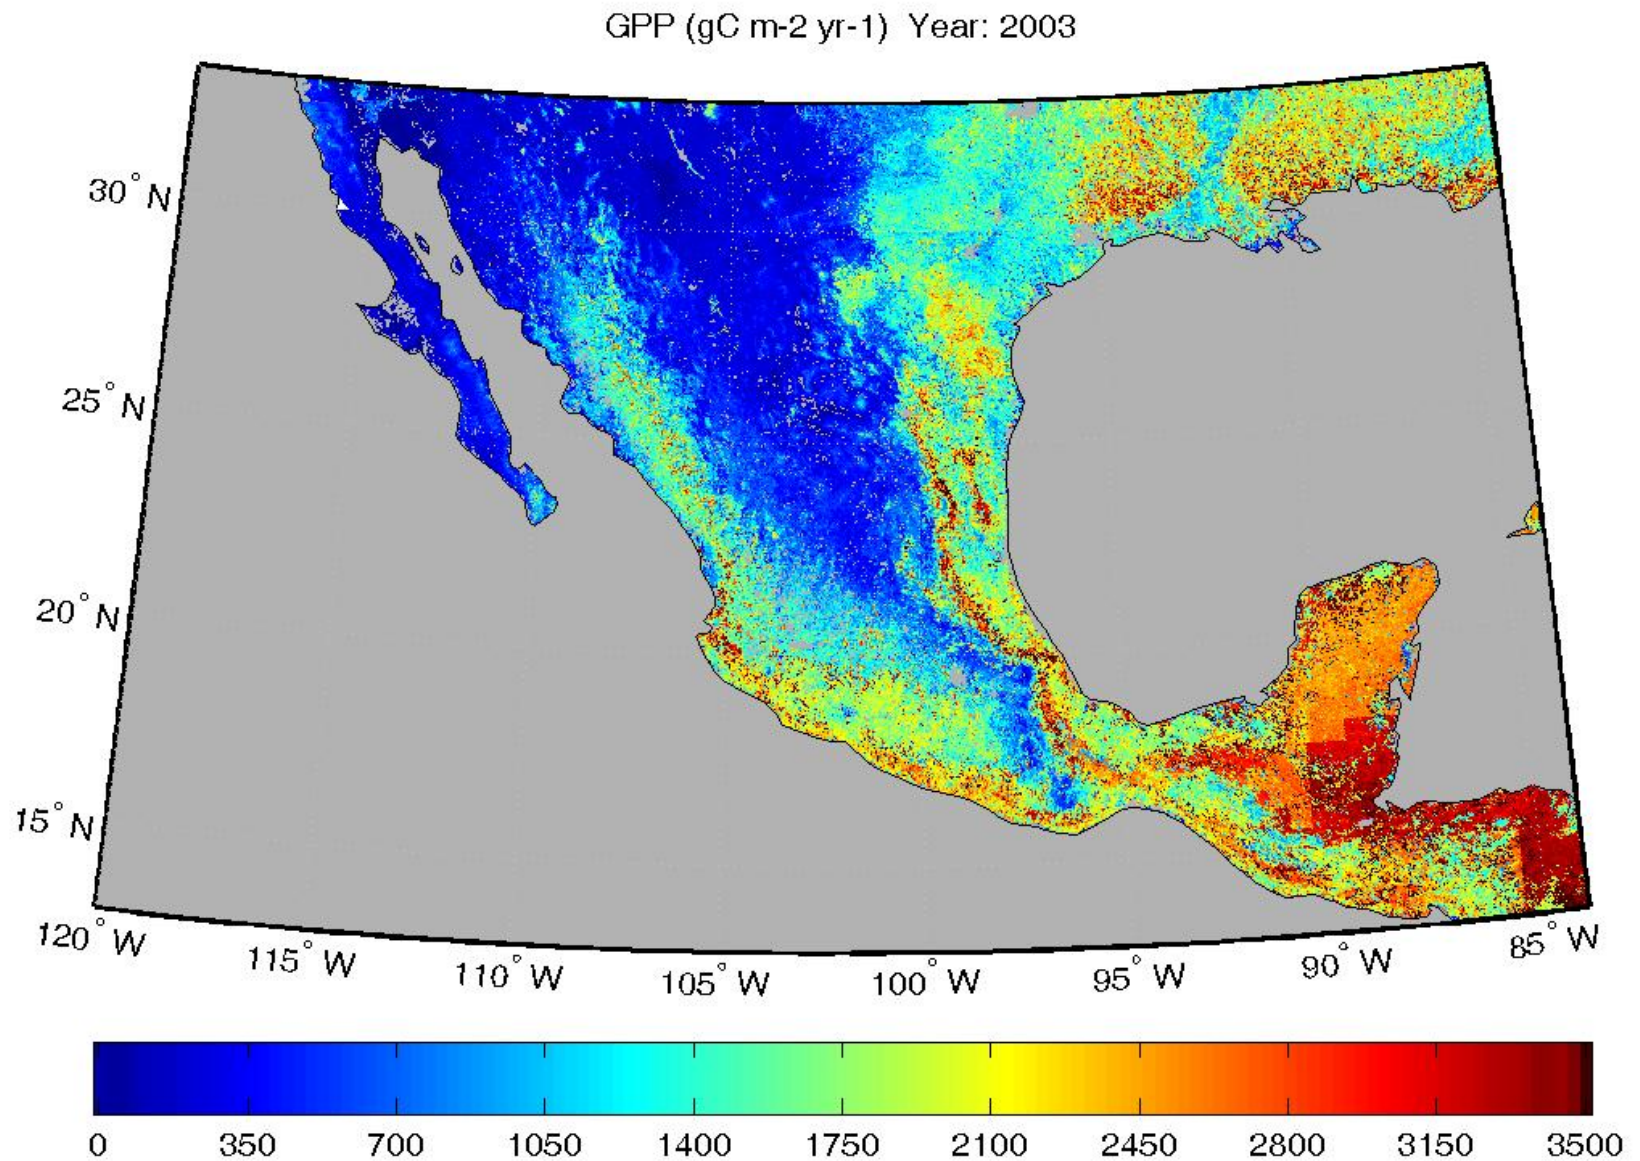 GPP (gC m-2 yr-1) Year: 2003
30° N
25° N
20° N
15° N
120° W
115° W
110° W
105° W
100° W
95° W
90° W
85° W
0 350 700 1050 1400 1750 2100 2450 2800 3150 3500